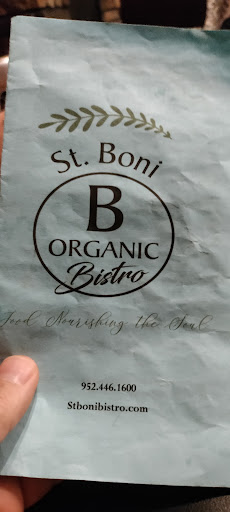 St. Boni
B
ORGANIC
Bistro
Food Nourishing the Soul
952.446.1600
Stbonibistro.com